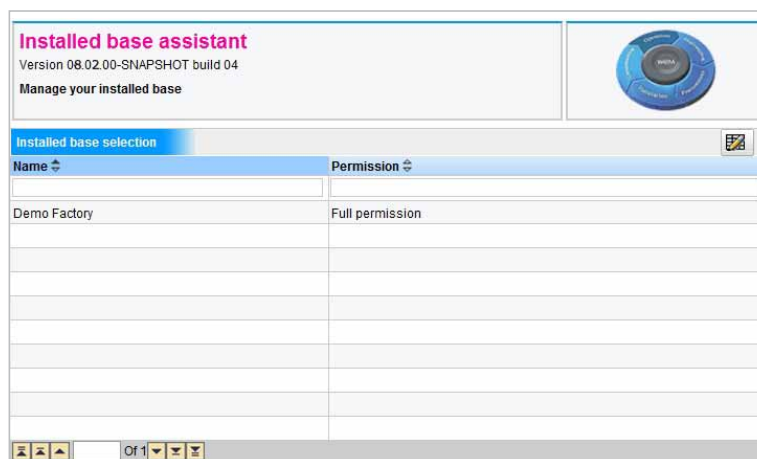 Installed base assistant
Version 08.02.00-SNAPSHOT build 04
Manage your installed base
Installed base selection
Name Permission
Demo Factory Full permission
Of 1